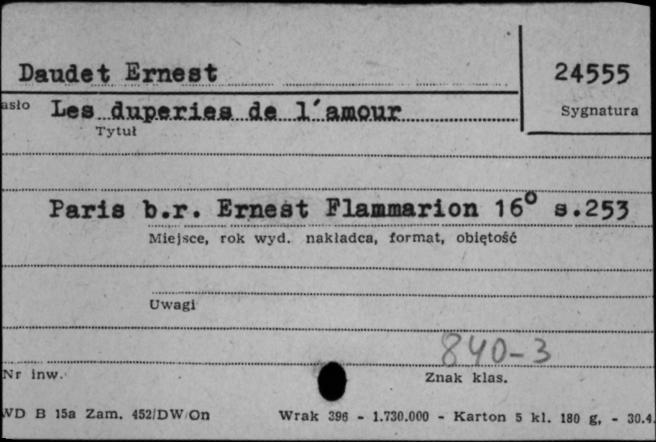 Daudet Ernest
24555
asło Les duperies de l'amour
Sygnatura
Tytuł
Paris b.r. Ernest Flammarion 16° s.253
Miejsce, rok wyd. nakładca, format, objętość
Uwagi
840-3
Nr inw.
Znak klas.
WD B 15a Zam. 452/DW/On Wrak 396 - 1.730.000 - Karton 5 kl. 180 g, - 30.4.